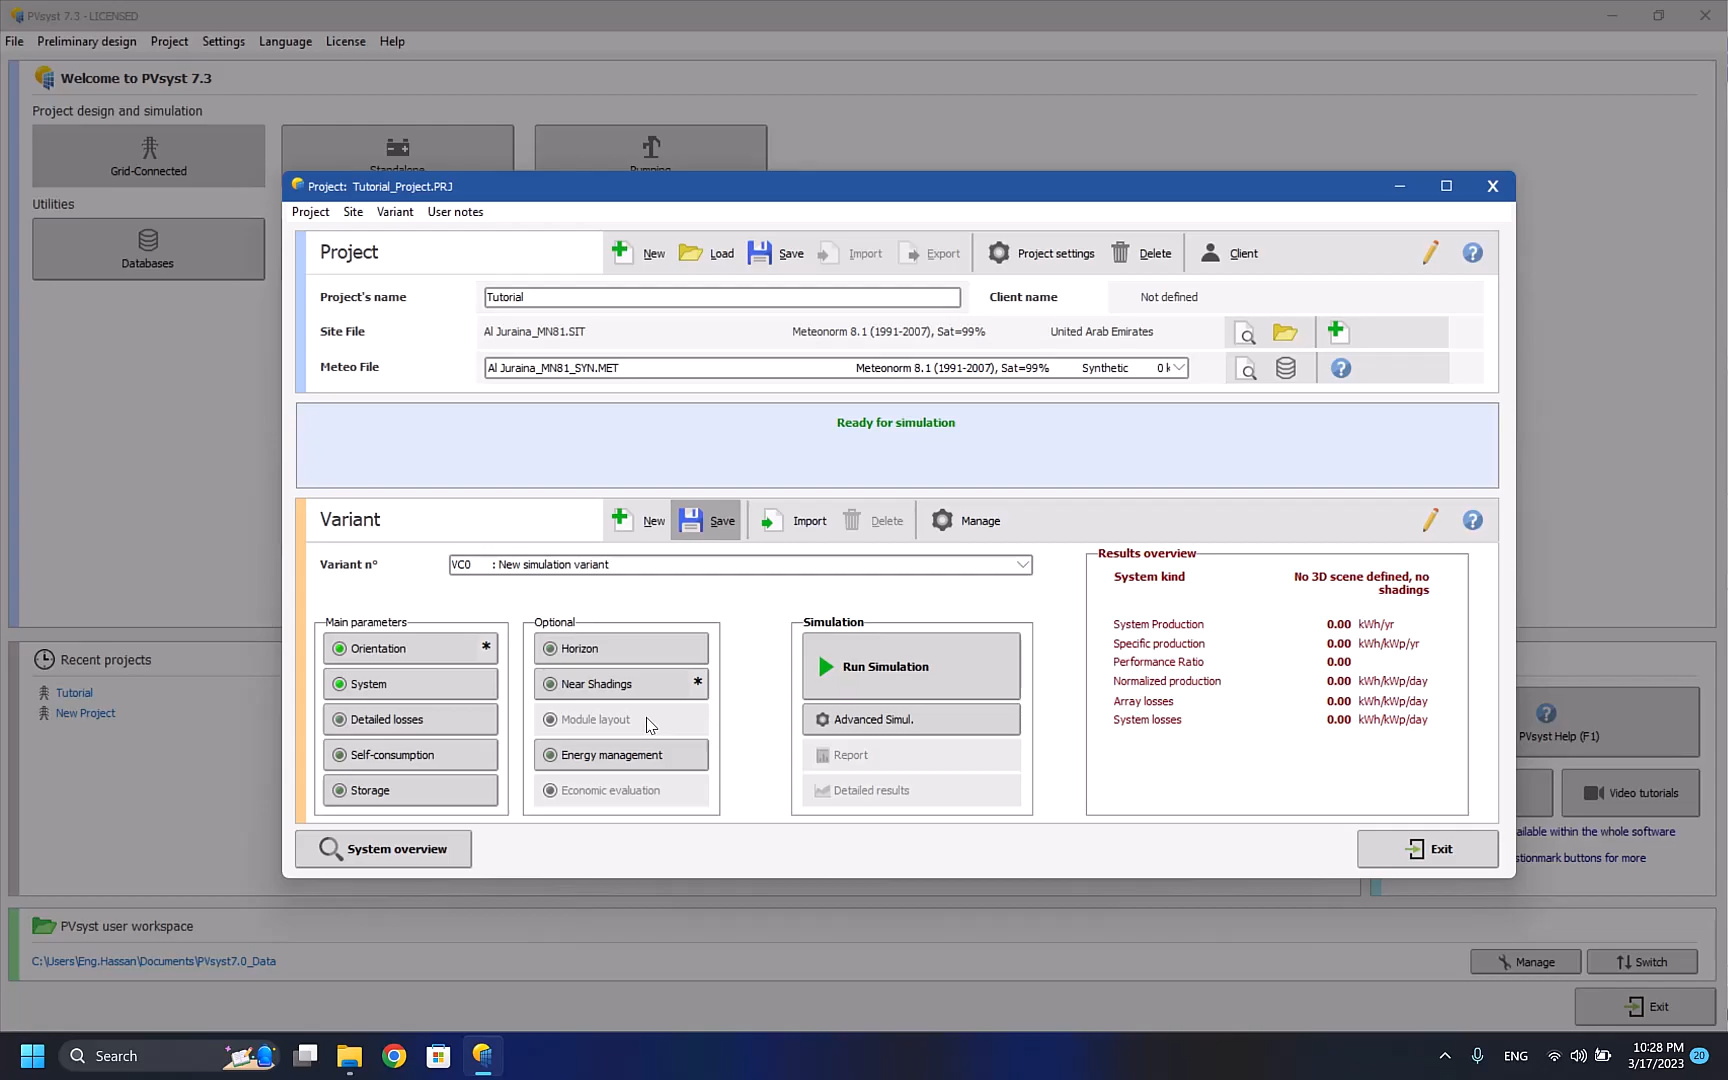 PVsyst 7.3 - LICENSED
File Preliminary design Project Settings Language License Help
Welcome to PVsyst 7.3
Project design and simulation
Grid-Connected
Utilities
Databases
Project: Tutorial_Project.PRJ
Project Site Variant User notes
Project New Load Save Import Export Project settings Delete Client
Project's name Tutorial Client name Not defined
Site File Al Juraina_MN81.SIT Meteonorm 8.1 (1991-2007), Sat=99% United Arab Emirates
Meteo File Al Juraina_MN81_SYN.MET Meteonorm 8.1 (1991-2007), Sat=99% Synthetic 0 k
Ready for simulation
Variant New Save Import Delete Manage
Variant n° VC0 : New simulation variant
Main parameters
Orientation *
System
Detailed losses
Self-consumption
Storage
Optional
Horizon
Near Shadings *
Module layout
Energy management
Economic evaluation
Simulation
Run Simulation
Advanced Simul.
Report
Detailed results
Results overview
System kind No 3D scene defined, no
shadings
System Production 0.00 kWh/yr
Specific production 0.00 kWh/kWp/yr
Performance Ratio 0.00
Normalized production 0.00 kWh/kWp/day
Array losses 0.00 kWh/kWp/day
System losses 0.00 kWh/kWp/day
System overview
Exit
Recent projects
Tutorial
New Project
PVsyst Help (F1)
Video tutorials
ailable within the whole software
stionmark buttons for more
PVsyst user workspace
C:\Users\Eng.Hassan\Documents\PVsyst7.0_Data
Manage Switch
Exit
Search
ENG
10:28 PM
3/17/2023
20